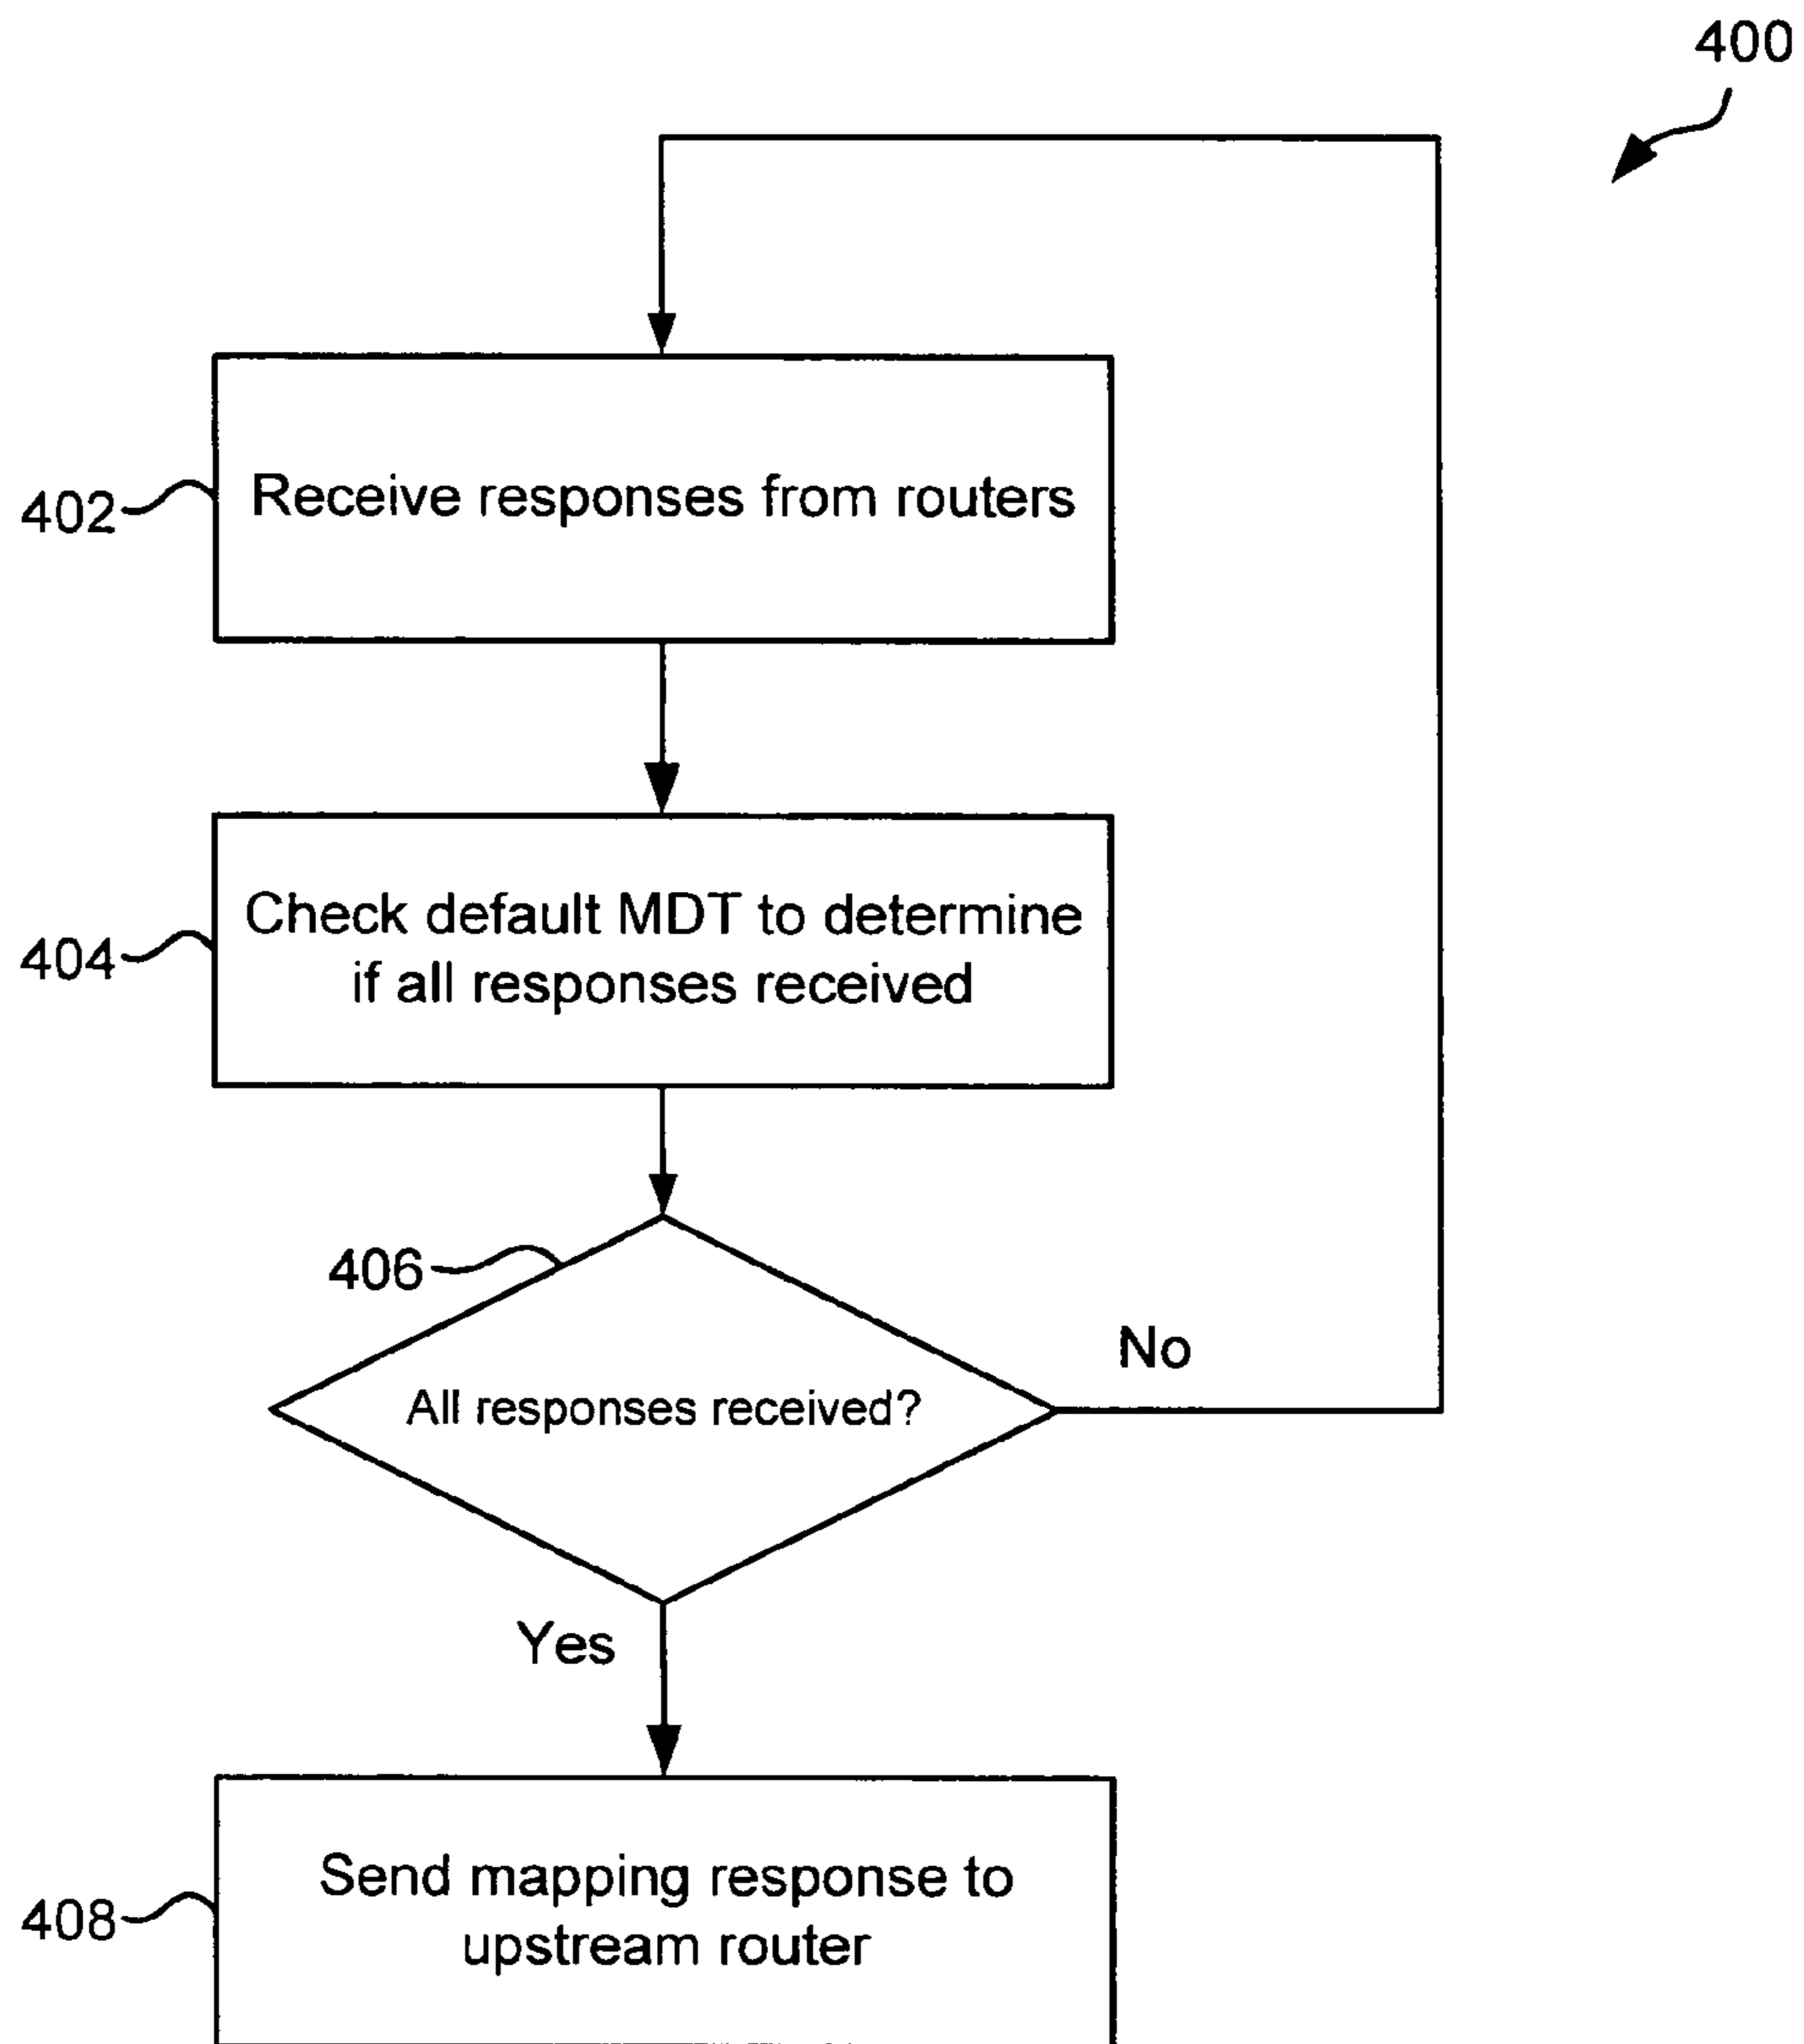 400
402
Receive responses from routers
404
Check default MDT to determine
if all responses received
406
All responses received?
No
Yes
408
Send mapping response to
upstream router